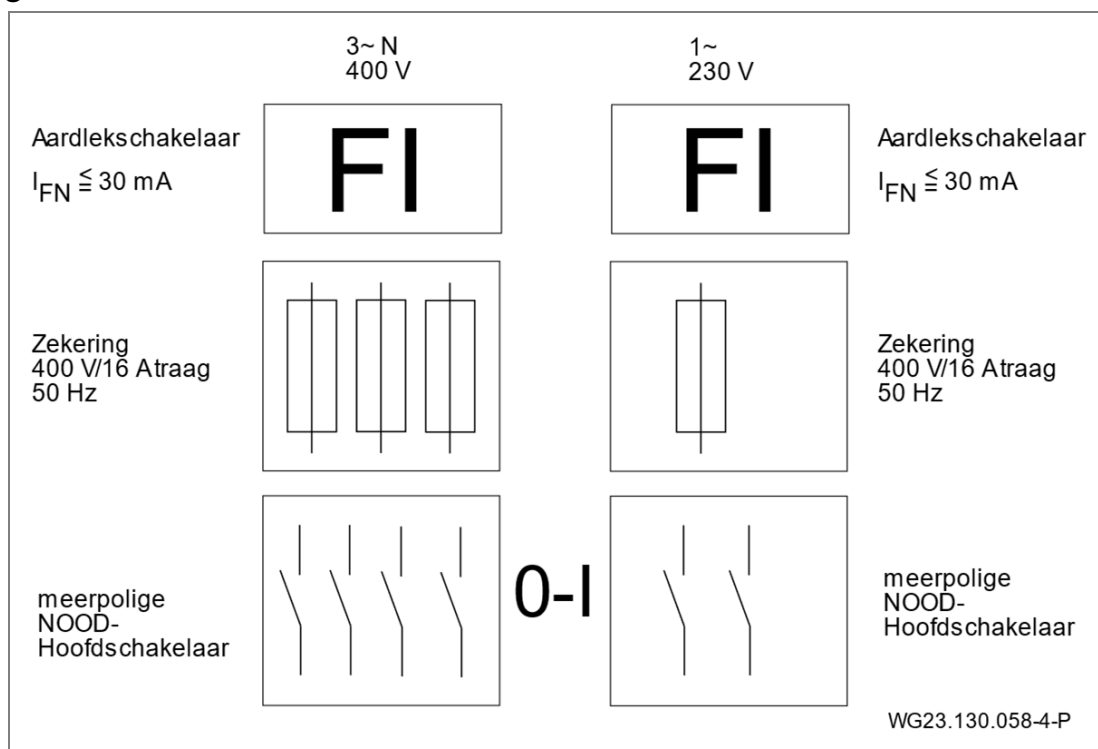 3~ N
400 V
1~
230 V
Aardlekschakelaar
IFN ≦ 30 mA
FI
FI
Aardlekschakelaar
IFN ≦ 30 mA
Zekering
400 V/16 Atraag
50 Hz
Zekering
400 V/16 Atraag
50 Hz
meerpolige
NOOD-
Hoofdschakelaar
0-I
meerpolige
NOOD-
Hoofdschakelaar
WG23.130.058-4-P